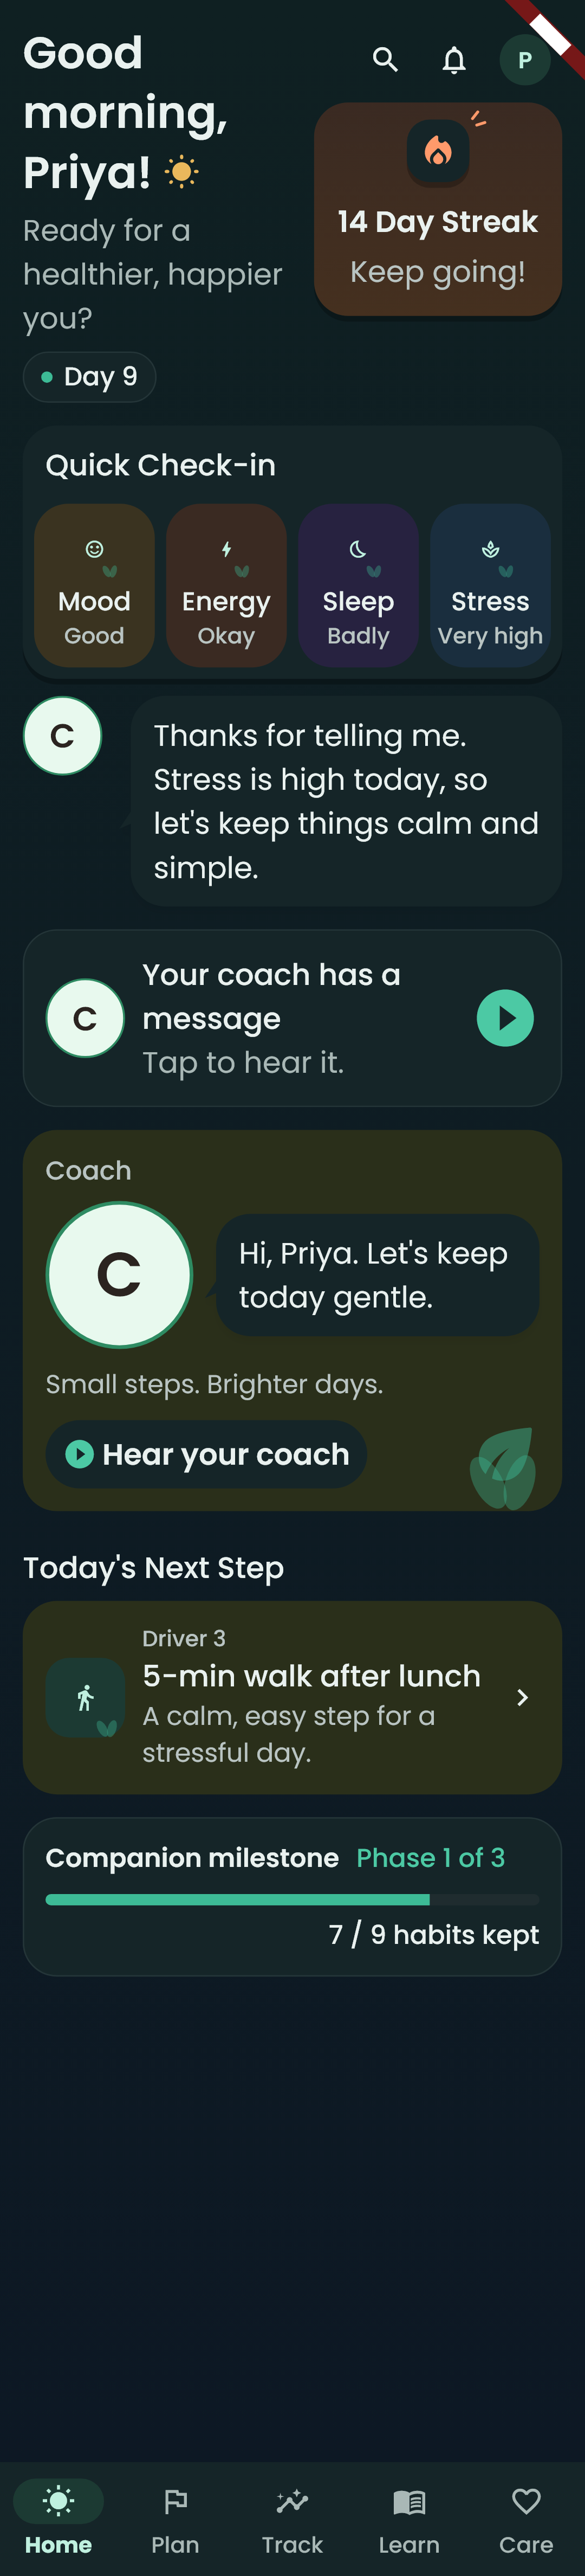 Good
morning,
Priya!
P
Ready for a
healthier, happier
you?
14 Day Streak
Keep going!
Day 9
Quick Check-in
Mood
Good
Energy
Okay
Sleep
Badly
Stress
Very high
C
Thanks for telling me.
Stress is high today, so
let's keep things calm and
simple.
C
Your coach has a
message
Tap to hear it.
Coach
C
Hi, Priya. Let's keep
today gentle.
Small steps. Brighter days.
Hear your coach
Today's Next Step
Driver 3
5-min walk after lunch
A calm, easy step for a
stressful day.
Companion milestone Phase 1 of 3
7 / 9 habits kept
Home Plan Track Learn Care